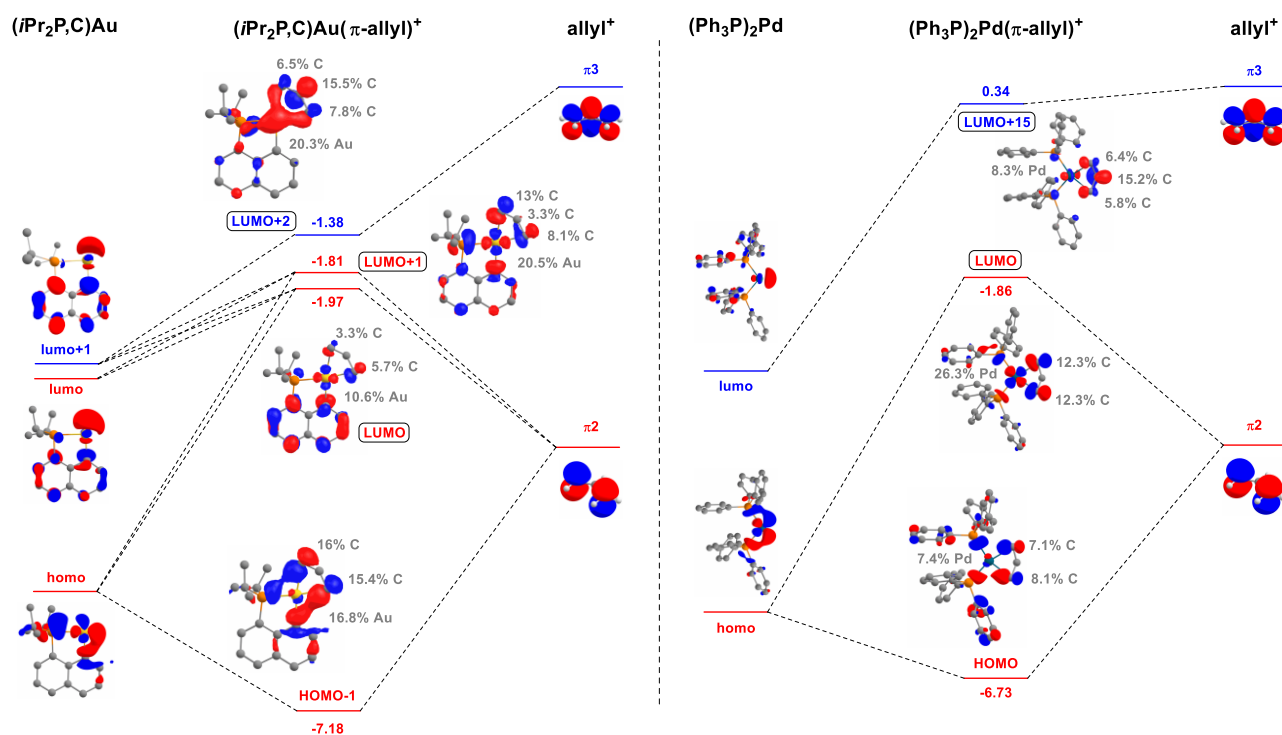 (iPr2P,C)Au
(iPr2P,C)Au(π-allyl)+
allyl+
(Ph3P)2Pd
(Ph3P)2Pd(π-allyl)+
allyl+
6.5% C
15.5% C
7.8% C
20.3% Au
LUMO+2
-1.38
π3
13% C
3.3% C
8.1% C
20.5% Au
-1.81
LUMO+1
-1.97
lumo+1
lumo
3.3% C
5.7% C
10.6% Au
LUMO
π2
homo
16% C
15.4% C
16.8% Au
HOMO-1
-7.18
0.34
LUMO+15
π3
8.3% Pd
6.4% C
15.2% C
5.8% C
LUMO
-1.86
lumo
12.3% C
26.3% Pd
12.3% C
π2
7.1% C
7.4% Pd
8.1% C
homo
HOMO
-6.73